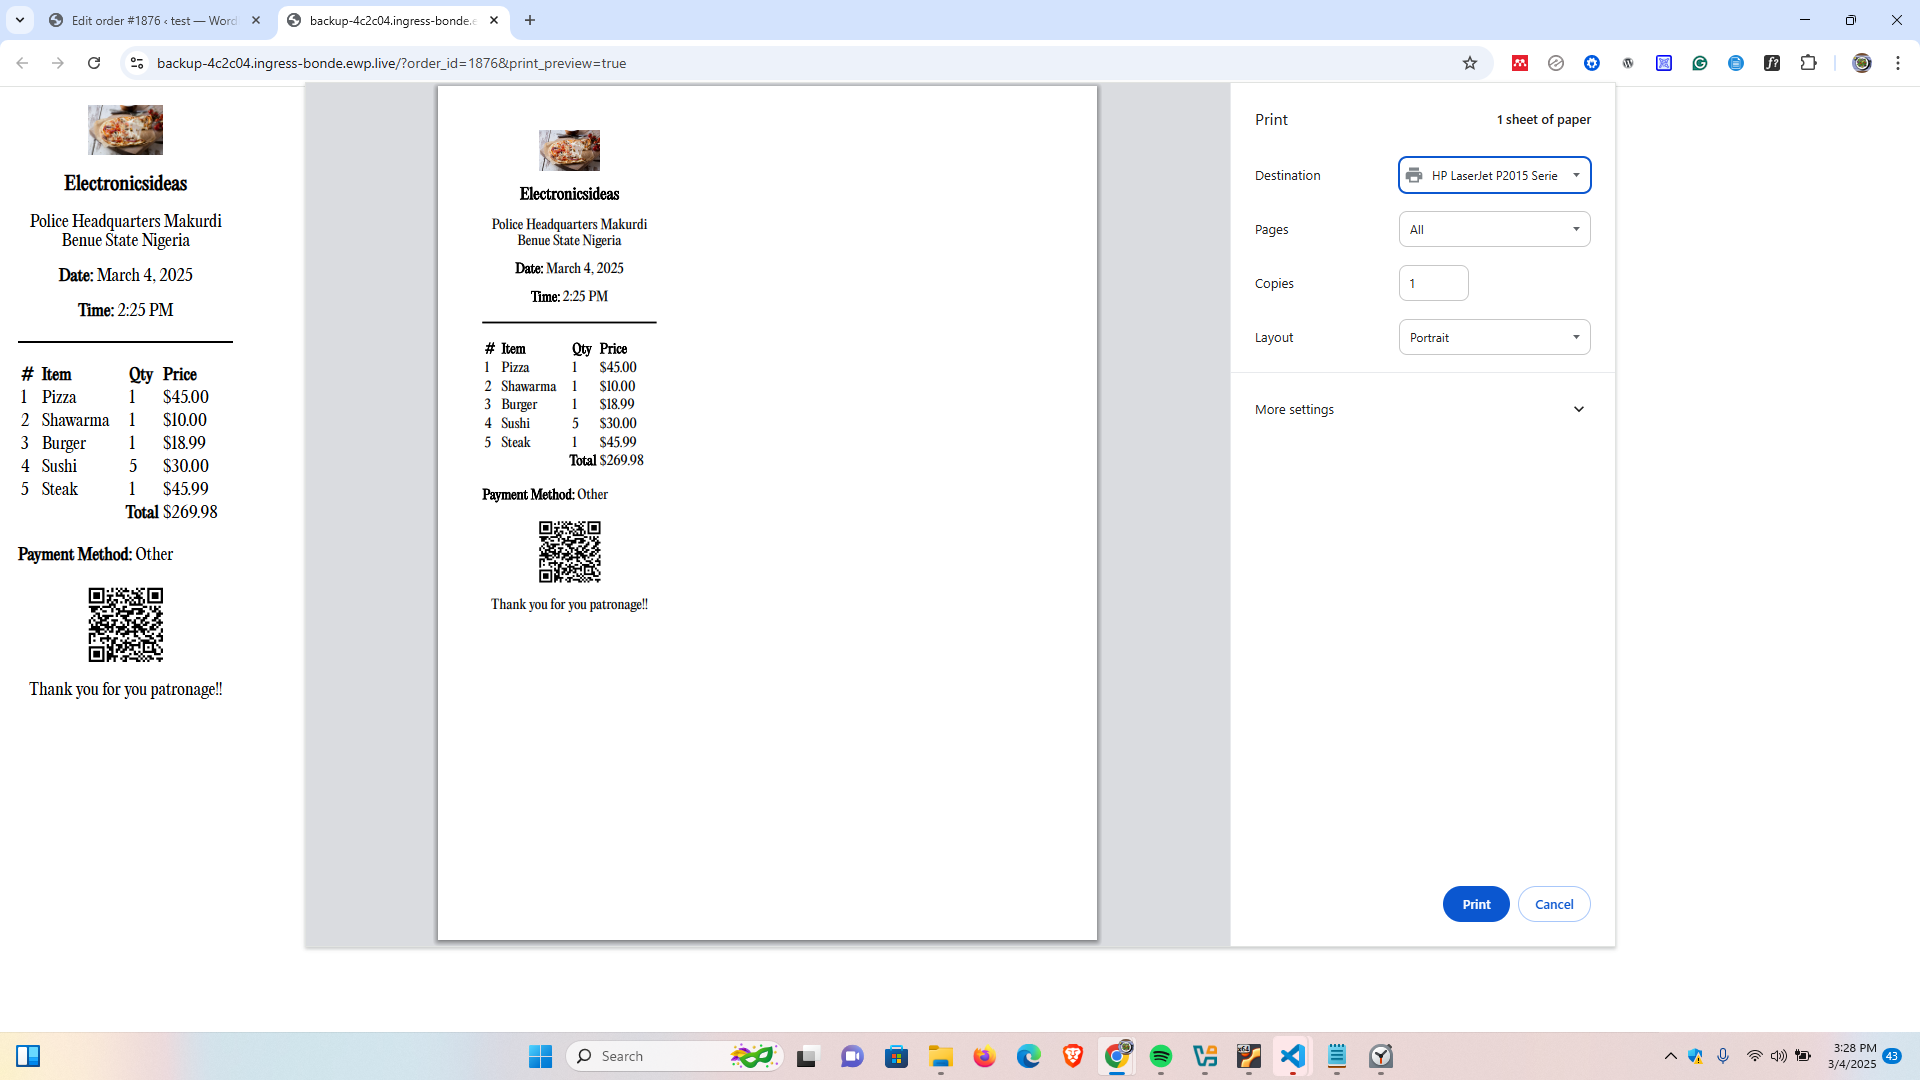 Edit order #1876 ‹ test — Word
backup-4c2c04.ingress-bonde.e
backup-4c2c04.ingress-bonde.ewp.live/?order_id=1876&print_preview=true
Electronicsideas
Police Headquarters Makurdi
Benue State Nigeria
Date: March 4, 2025
Time: 2:25 PM
# Item Qty Price
1 Pizza 1 $45.00
2 Shawarma 1 $10.00
3 Burger 1 $18.99
4 Sushi 5 $30.00
5 Steak 1 $45.99
Total $269.98
Payment Method: Other
Thank you for you patronage!!
Electronicsideas
Police Headquarters Makurdi
Benue State Nigeria
Date: March 4, 2025
Time: 2:25 PM
# Item Qty Price
1 Pizza 1 $45.00
2 Shawarma 1 $10.00
3 Burger 1 $18.99
4 Sushi 5 $30.00
5 Steak 1 $45.99
Total $269.98
Payment Method: Other
Thank you for you patronage!!
Print 1 sheet of paper
Destination HP LaserJet P2015 Serie
Pages All
Copies 1
Layout Portrait
More settings
Print Cancel
Search
3:28 PM
3/4/2025
43